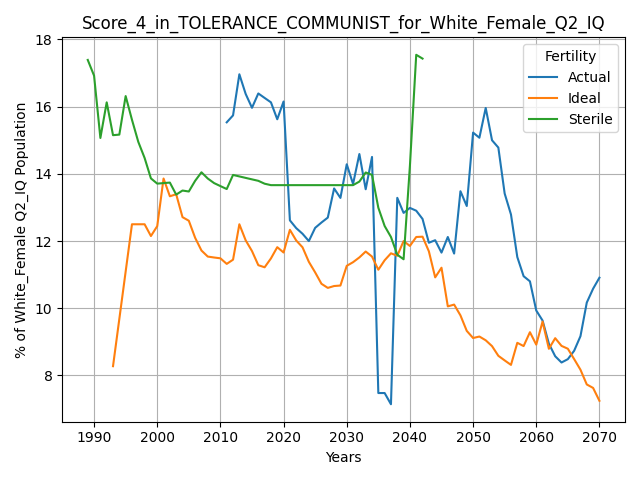 Score_4_in_TOLERANCE_COMMUNIST_for_White_Female_Q2_IQ
18
16
14
12
10
8
% of White_Female Q2_IQ Population
Fertility
Actual
Ideal
Sterile
1990 2000 2010 2020 2030 2040 2050 2060 2070
Years